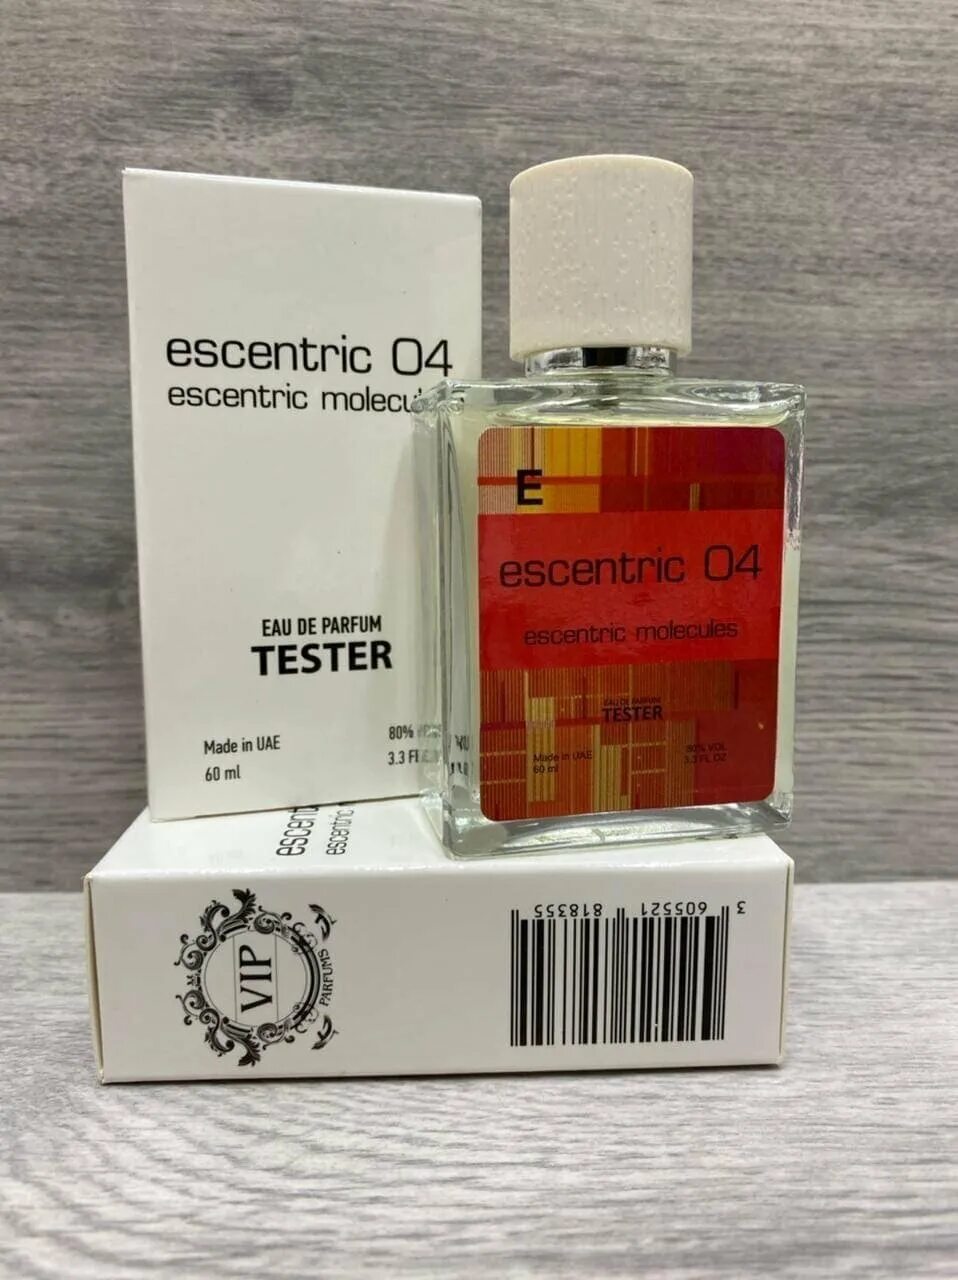 escentric 04
escentric molecules
EAU DE PARFUM
TESTER
Made in UAE
60 ml
80%
3.3 FL
E
escentric 04
escentric molecules
EAU DE PARFUM
TESTER
Made in UAE
60 ml
80% VOL
3.3 FL OZ
escent
escentric
VIP
PARFUMS
3 605521 818355